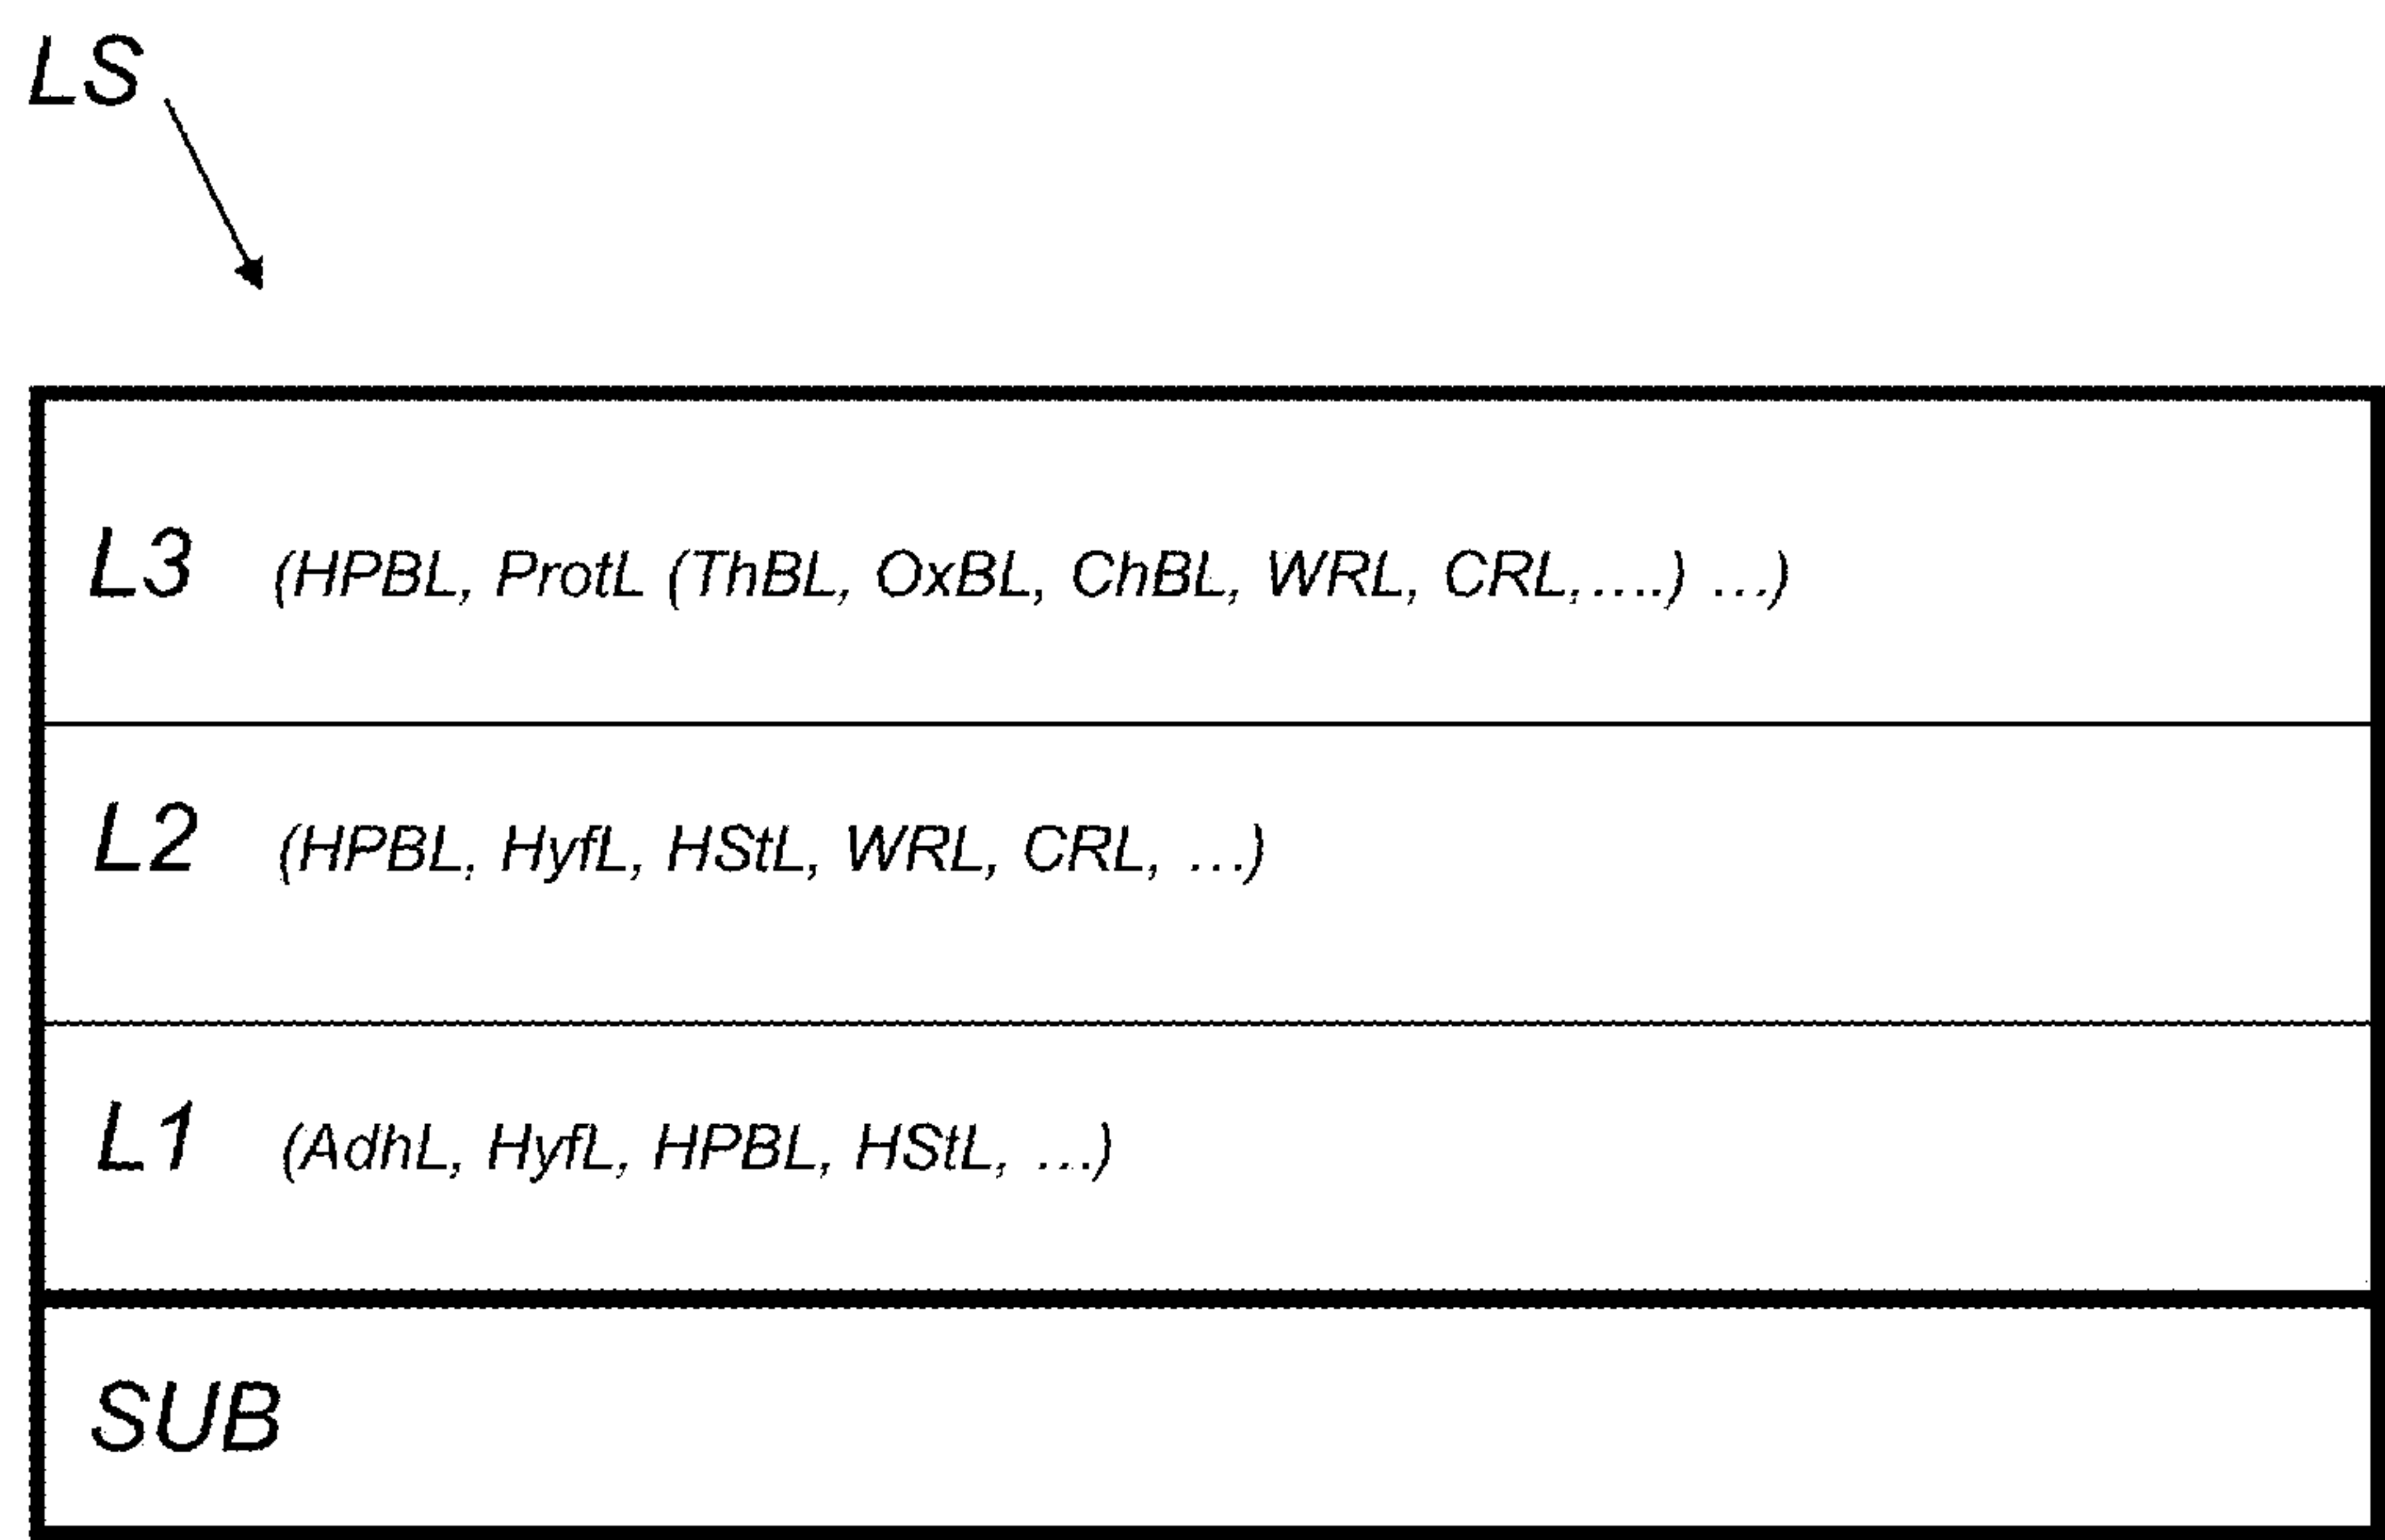 LS
L3 (HPBL, ProtL (ThBL, OxBL, ChBL, WRL, CRL,....) ...)
L2 (HPBL, HyfL, HStL, WRL, CRL, ...)
L1 (AdhL, HyfL, HPBL, HStL, ...)
SUB